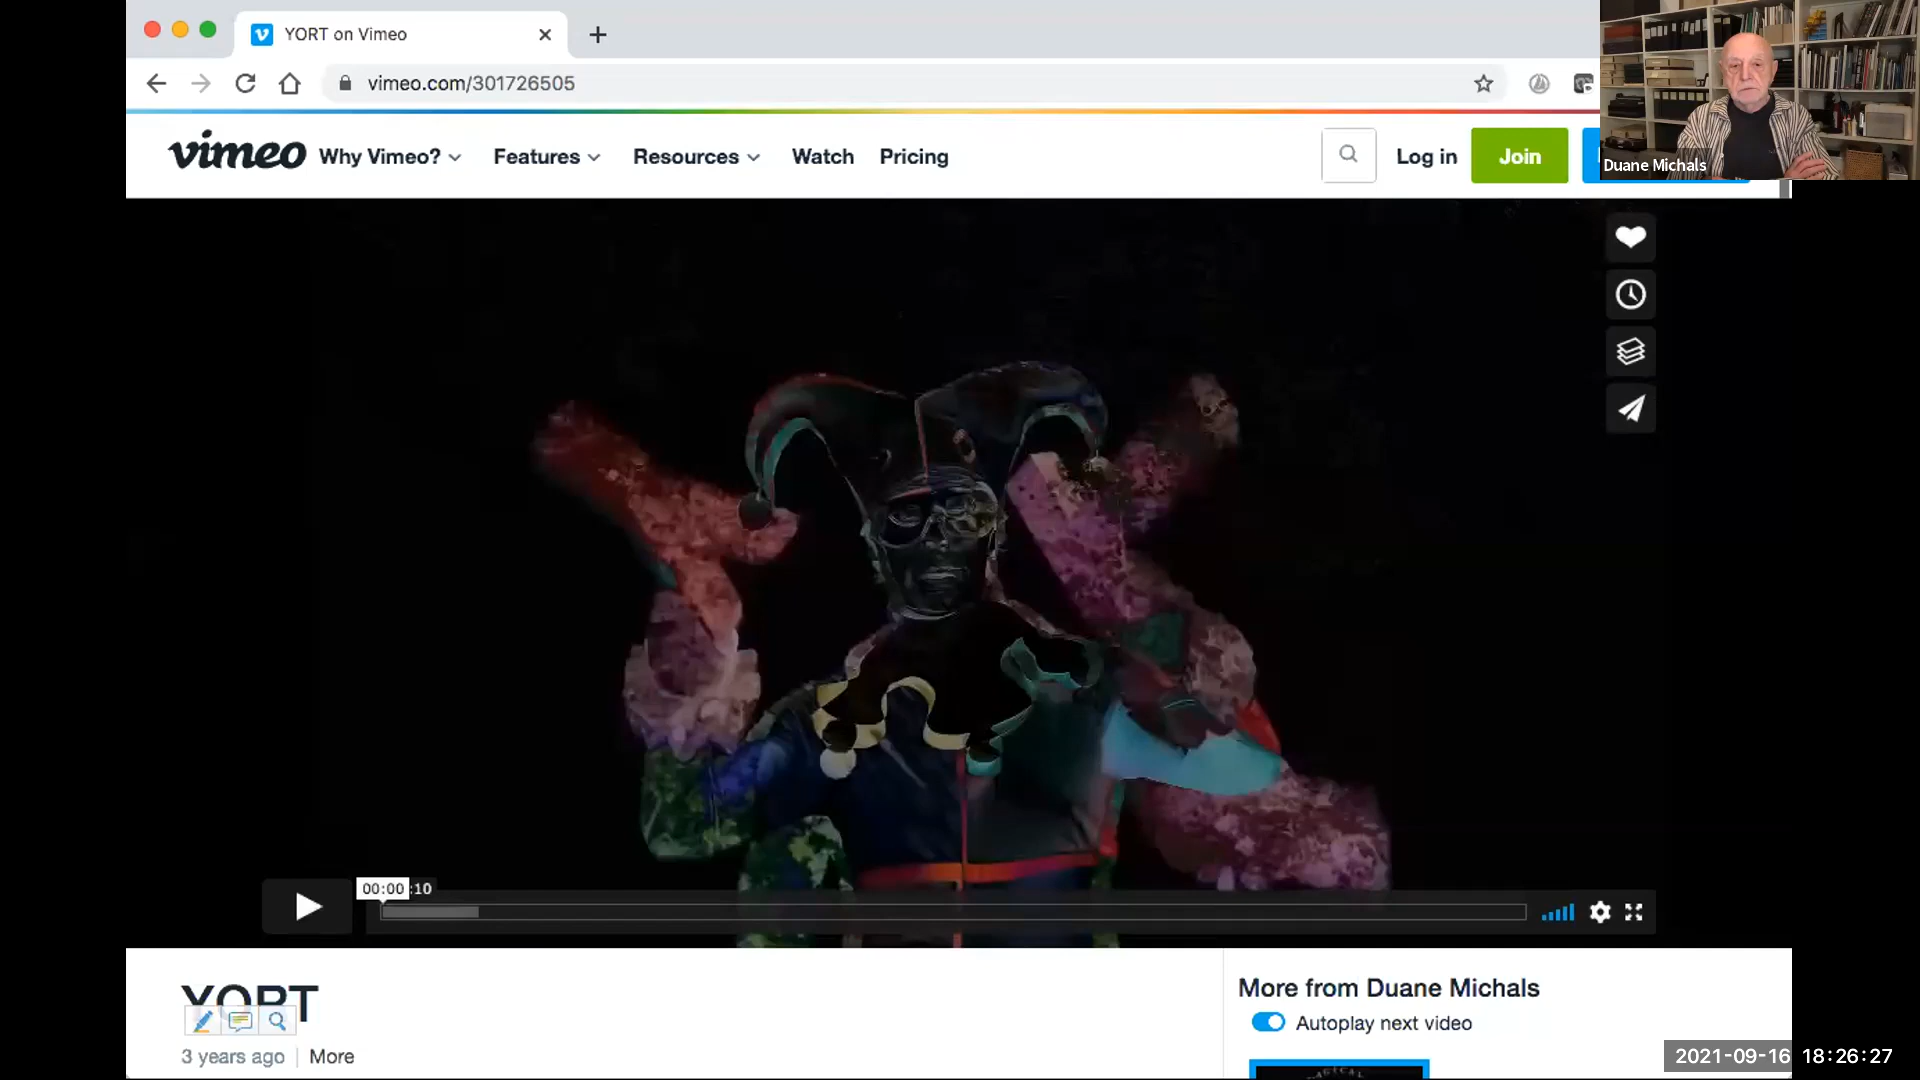 YORT on Vimeo
vimeo.com/301726505
vimeo
Why Vimeo?
Features
Resources
Watch
Pricing
Log in
Join
Duane Michals
00:00
:10
YORT
More from Duane Michals
Autoplay next video
3 years ago
More
2021-09-16 18:26:27